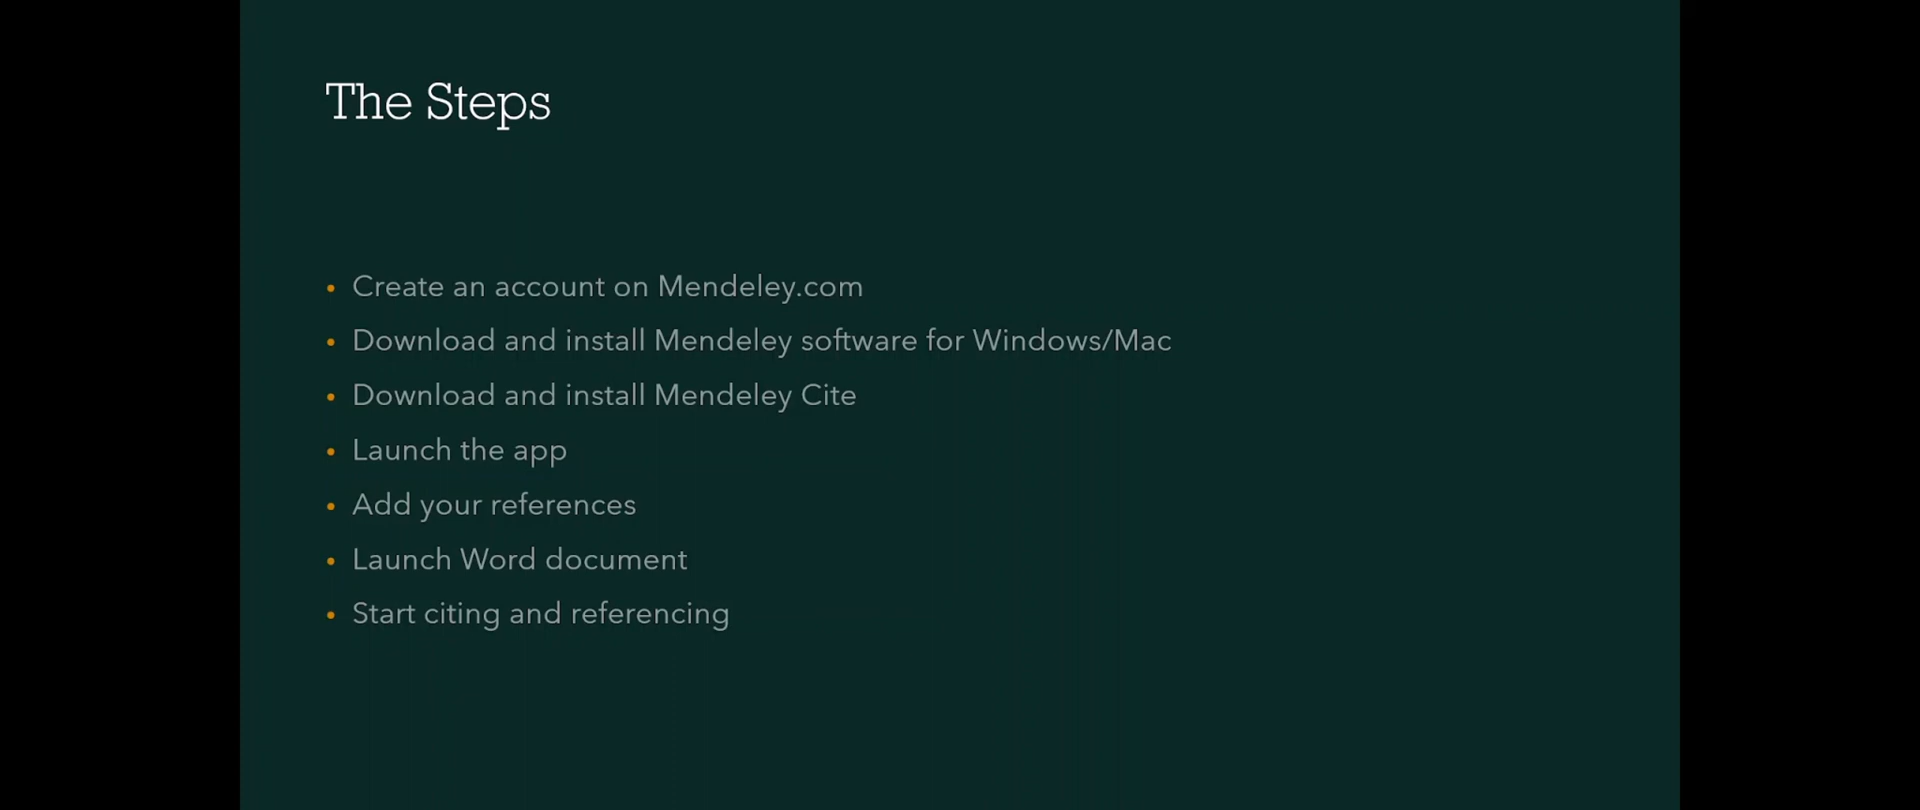 The Steps
• Create an account on Mendeley.com
• Download and install Mendeley software for Windows/Mac
• Download and install Mendeley Cite
• Launch the app
• Add your references
• Launch Word document
• Start citing and referencing